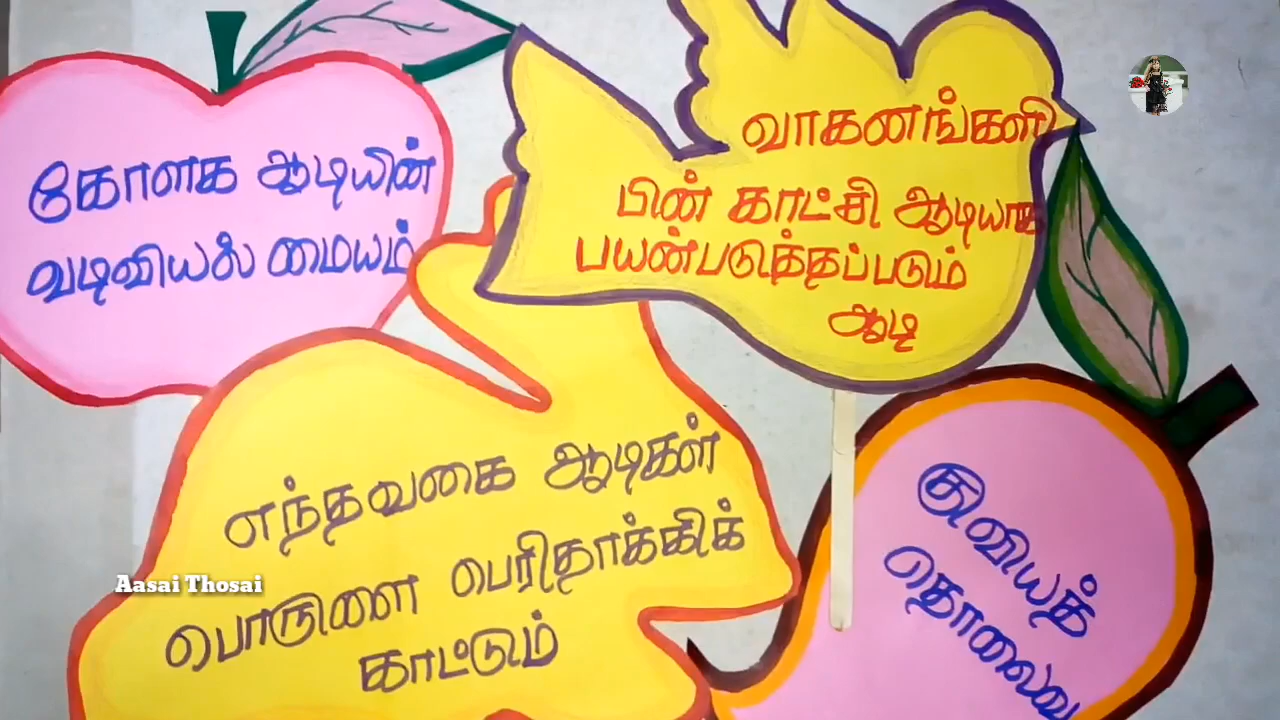 கோளக ஆடியின்
வடிவியல் மையம்
வாகனங்களி
பின் காட்சி ஆடியாக
பயன்படுத்தப்படும்
ஆடி
எந்தவகை ஆடிகள்
பொருளை பெரிதாக்கிக்
காட்டும்
குவியத்
தொலைவு
Aasai Thosai